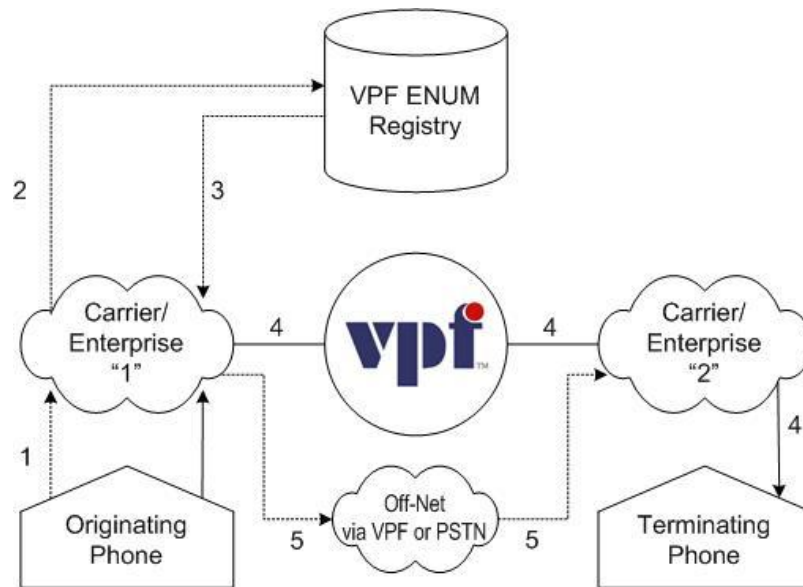 VPF ENUM
Registry
2
3
Carrier/
Enterprise
“1”
4
vpf
TM
4
Carrier/
Enterprise
“2”
1
4
Originating
Phone
5
Off-Net
via VPF or PSTN
5
Terminating
Phone